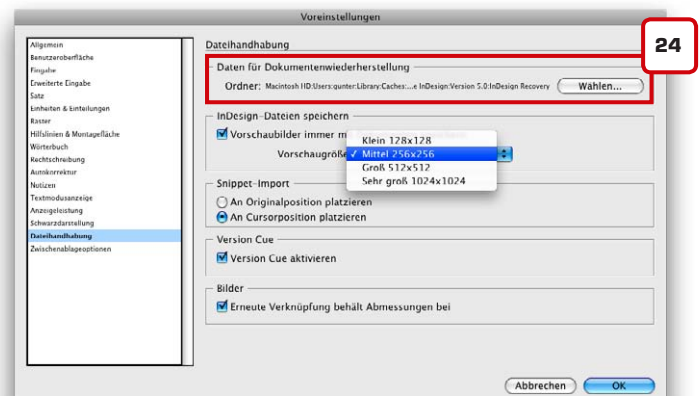 Voreinstellungen
24
Allgemein
Benutzeroberfläche
Eingabe
Erweiterte Eingabe
Satz
Einheiten & Einteilungen
Raster
Hilfslinien & Montagefläche
Wörterbuch
Rechtschreibung
Autokorrektur
Notizen
Textmodusanzeige
Anzeigeleistung
Schwarzdarstellung
Dateihandhabung
Zwischenablageoptionen
Dateihandhabung
Daten für Dokumentenwiederherstellung
Ordner: Macintosh HD:Users:gunter:Library:Caches:...e InDesign:Version 5.0:InDesign Recovery Wählen...
InDesign-Dateien speichern
Vorschaubilder immer
Klein 128x128
Vorschaugröße ✓ Mittel 256x256
Groß 512x512
Sehr groß 1024x1024
Snippet-Import
An Originalposition platzieren
An Cursorposition platzieren
Version Cue
Version Cue aktivieren
Bilder
Erneute Verknüpfung behält Abmessungen bei
Abbrechen OK